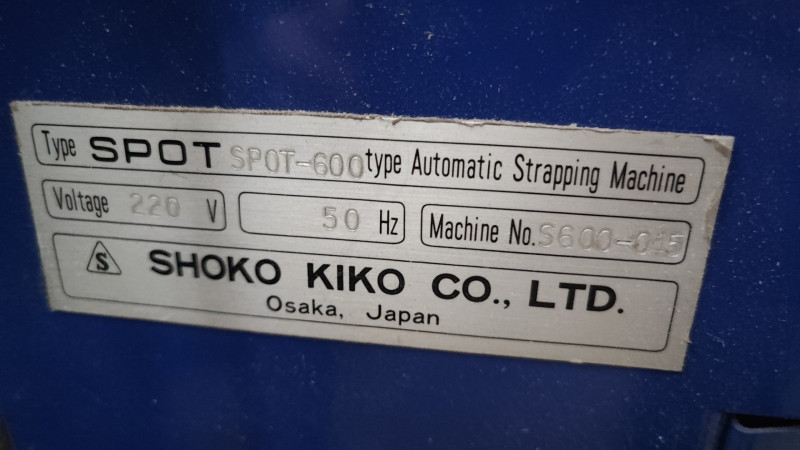 Type SPOT SPOT-600 type Automatic Strapping Machine
Voltage 220 V 50 Hz Machine No. S600-015
S SHOKO KIKO CO., LTD.
Osaka, Japan